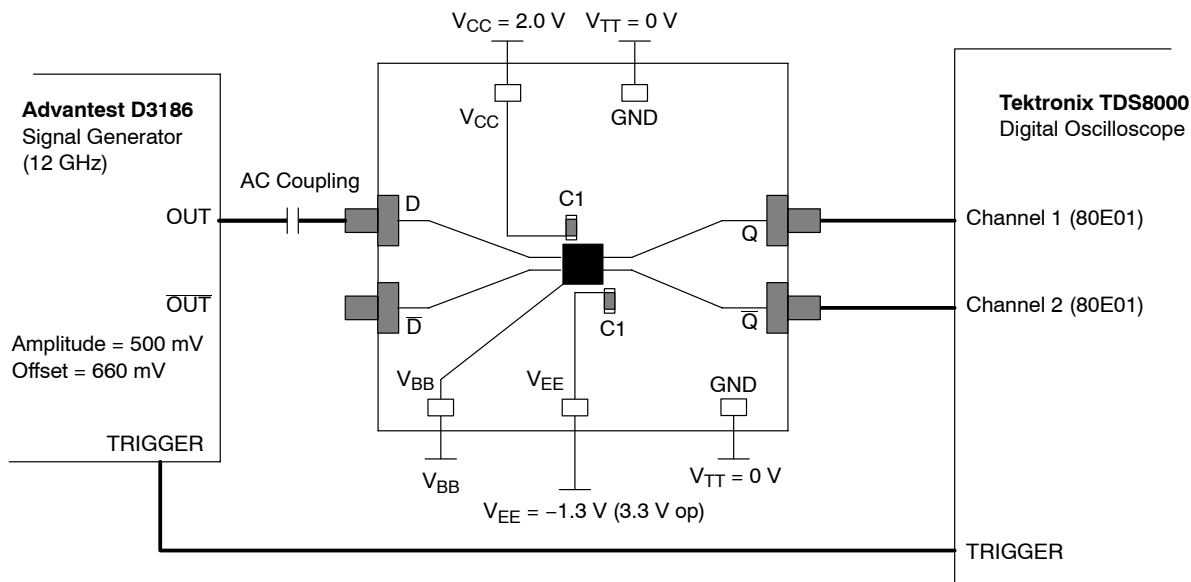 V_CC = 2.0 V
V_TT = 0 V
Advantest D3186
Signal Generator
(12 GHz)
Tektronix TDS8000
Digital Oscilloscope
V_CC
GND
AC Coupling
D
C1
OUT
Q
Channel 1 (80E01)
O̅U̅T̅
D̅
C1
Q̅
Channel 2 (80E01)
Amplitude = 500 mV
Offset = 660 mV
V_BB
V_EE
GND
TRIGGER
V_BB
V_TT = 0 V
V_EE = −1.3 V (3.3 V op)
TRIGGER